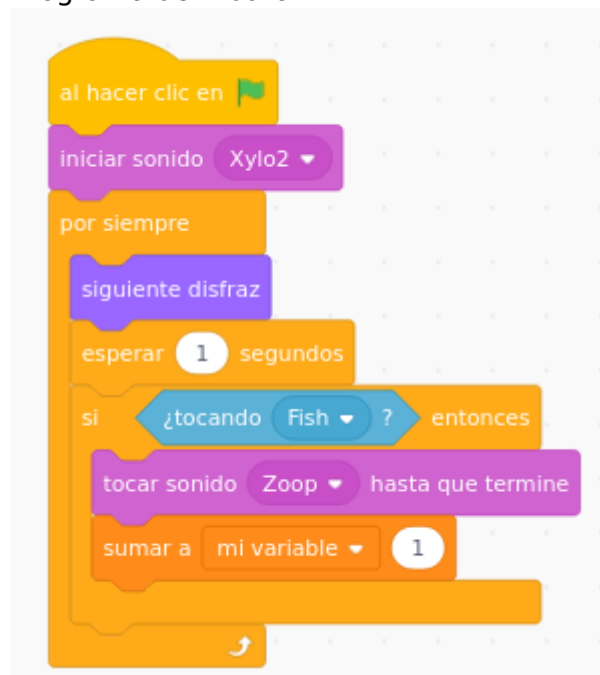 al hacer clic en
iniciar sonido Xylo2
por siempre
siguiente disfraz
esperar 1 segundos
si ¿tocando Fish ? entonces
tocar sonido Zoop hasta que termine
sumar a mi variable 1